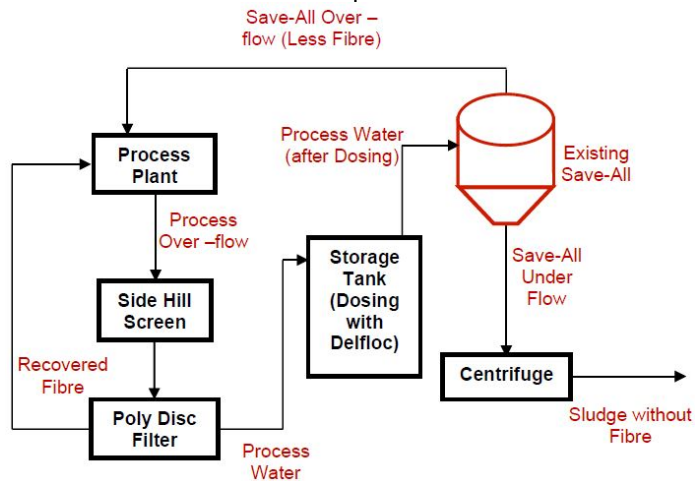 Save-All Over –
flow (Less Fibre)
Process
Plant
Process Water
(after Dosing)
Existing
Save-All
Process
Over –flow
Storage
Tank
(Dosing
with
Delfloc)
Save-All
Under
Flow
Side Hill
Screen
Recovered
Fibre
Centrifuge
Poly Disc
Filter
Sludge without
Fibre
Process
Water